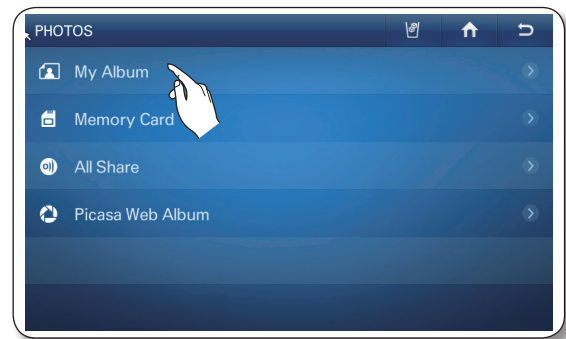 PHOTOS
My Album
Memory Card
All Share
Picasa Web Album